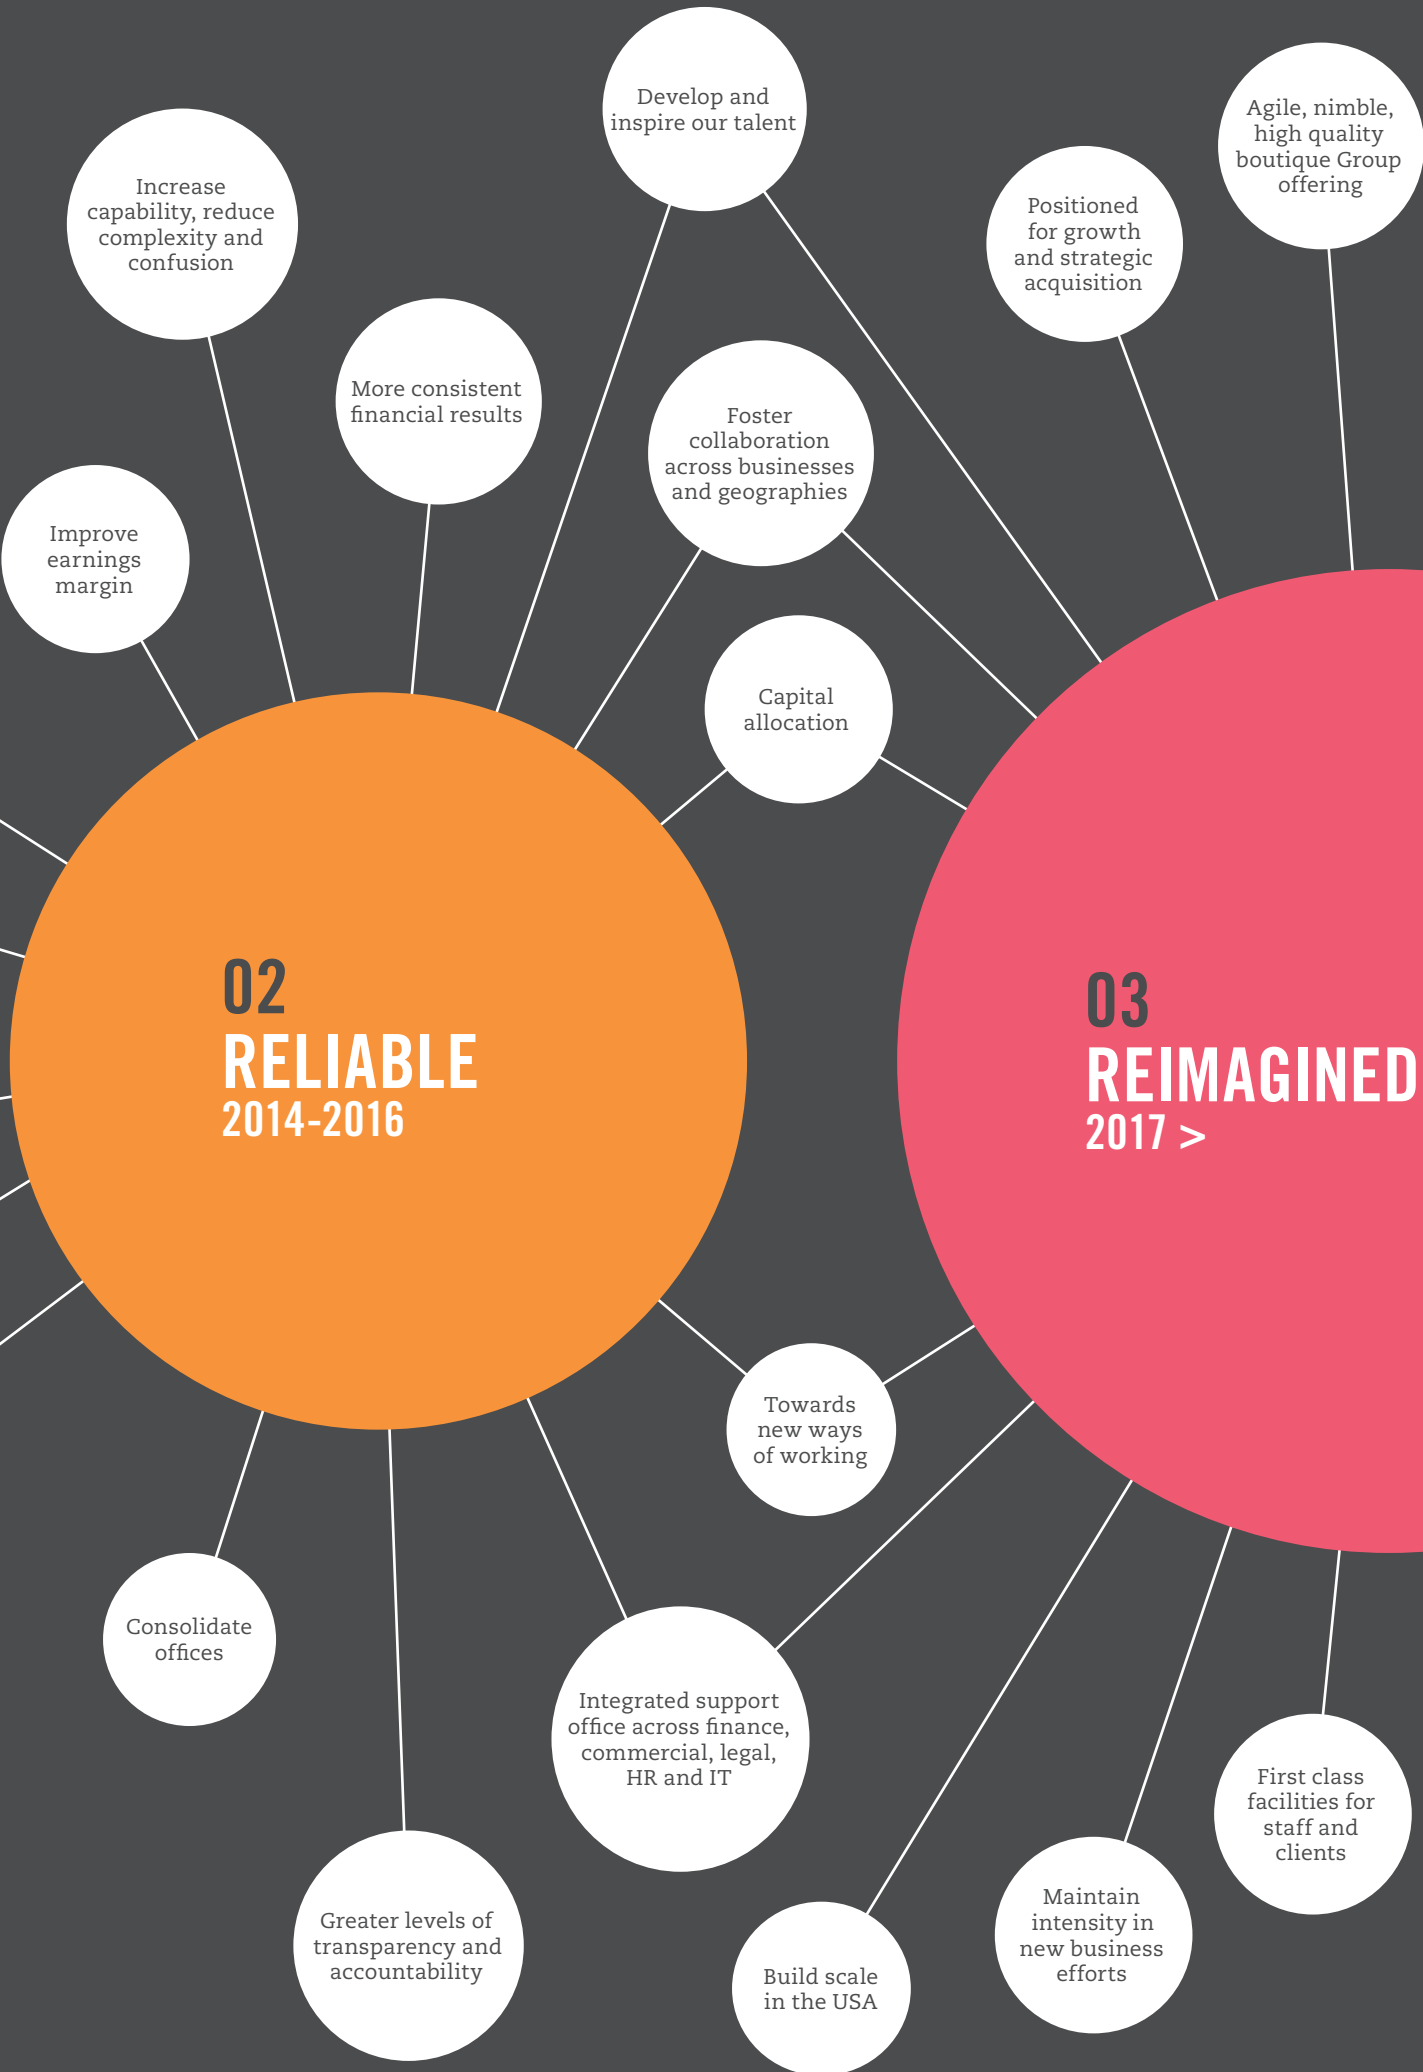 Develop and
inspire our talent
Agile, nimble,
high quality
boutique Group
offering
Increase
capability, reduce
complexity and
confusion
Positioned
for growth
and strategic
acquisition
More consistent
financial results
Foster
collaboration
across businesses
and geographies
Improve
earnings
margin
Capital
allocation
02
RELIABLE
2014-2016
03
REIMAGINED
2017 >
Towards
new ways
of working
Consolidate
offices
Integrated support
office across finance,
commercial, legal,
HR and IT
First class
facilities for
staff and
clients
Greater levels of
transparency and
accountability
Maintain
intensity in
new business
efforts
Build scale
in the USA